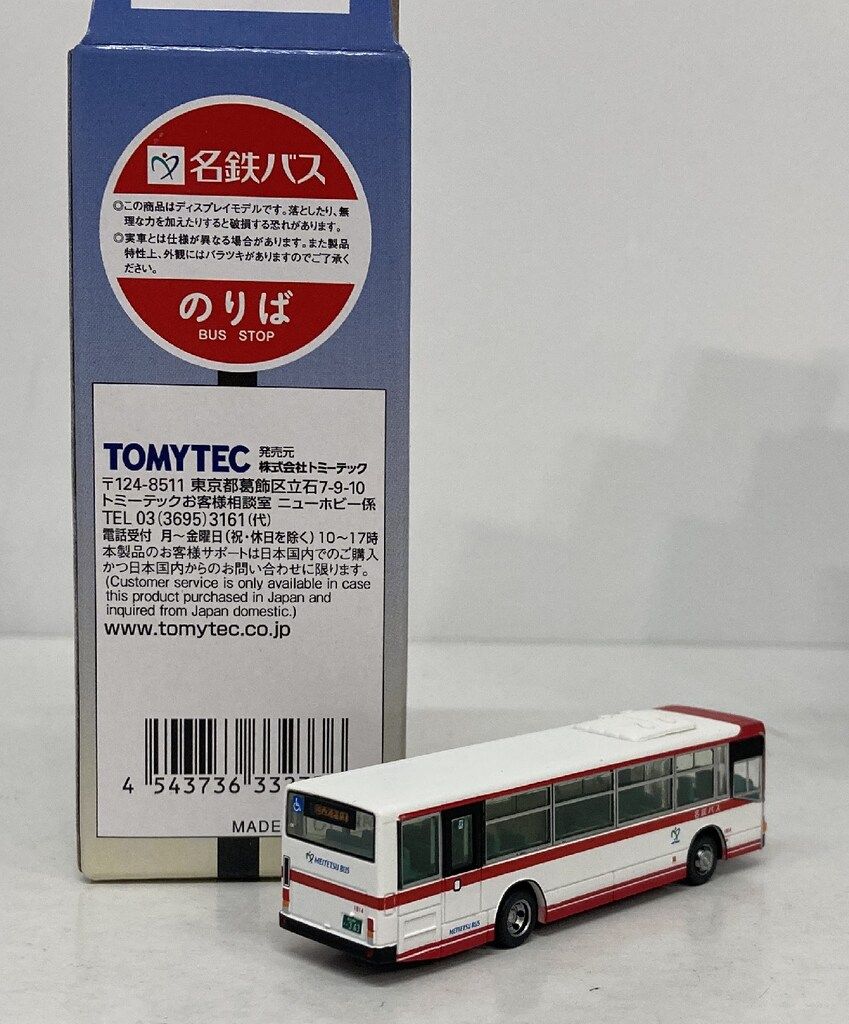 名鉄バス
◎この商品はディスプレイモデルです。落としたり、無
理な力を加えたりすると破損する恐れがあります。
◎実車とは仕様が異なる場合があります。また製品
特性上、外観にはバラツキがありますのでご了承く
ださい。
のりば
BUS STOP
TOMYTEC 発売元
株式会社トミーテック
〒124-8511 東京都葛飾区立石7-9-10
トミーテックお客様相談室 ニューホビー係
TEL 03(3695)3161(代)
電話受付 月～金曜日(祝・休日を除く) 10～17時
本製品のお客様サポートは日本国内でのご購入
かつ日本国内からのお問い合わせに限ります。
(Customer service is only available in case
this product purchased in Japan and
inquired from Japan domestic.)
www.tomytec.co.jp
4 543736
MADE
MEITETSU BUS
1814
名鉄バス
MEITETSU BUS